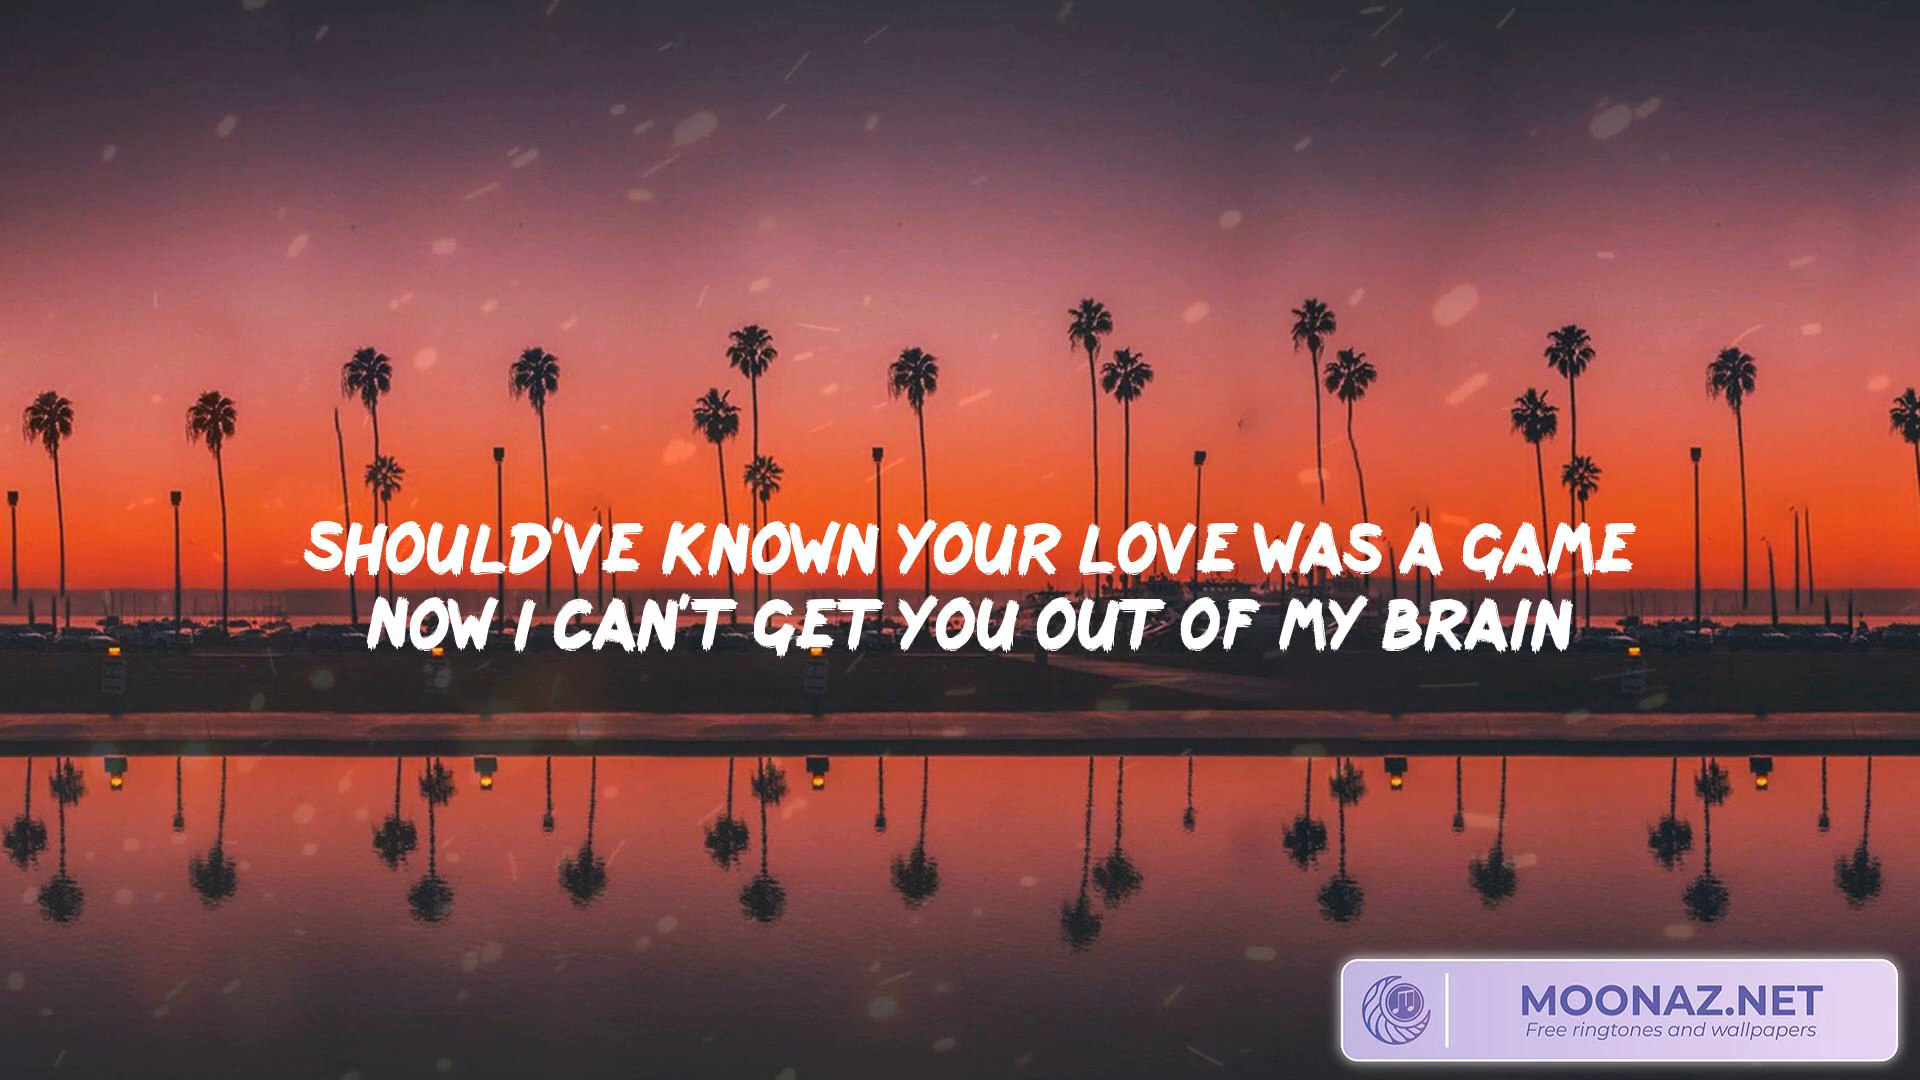 SHOULD'VE KNOWN YOUR LOVE WAS A GAME
NOW I CAN'T GET YOU OUT OF MY BRAIN
MOONAZ.NET
Free ringtones and wallpapers